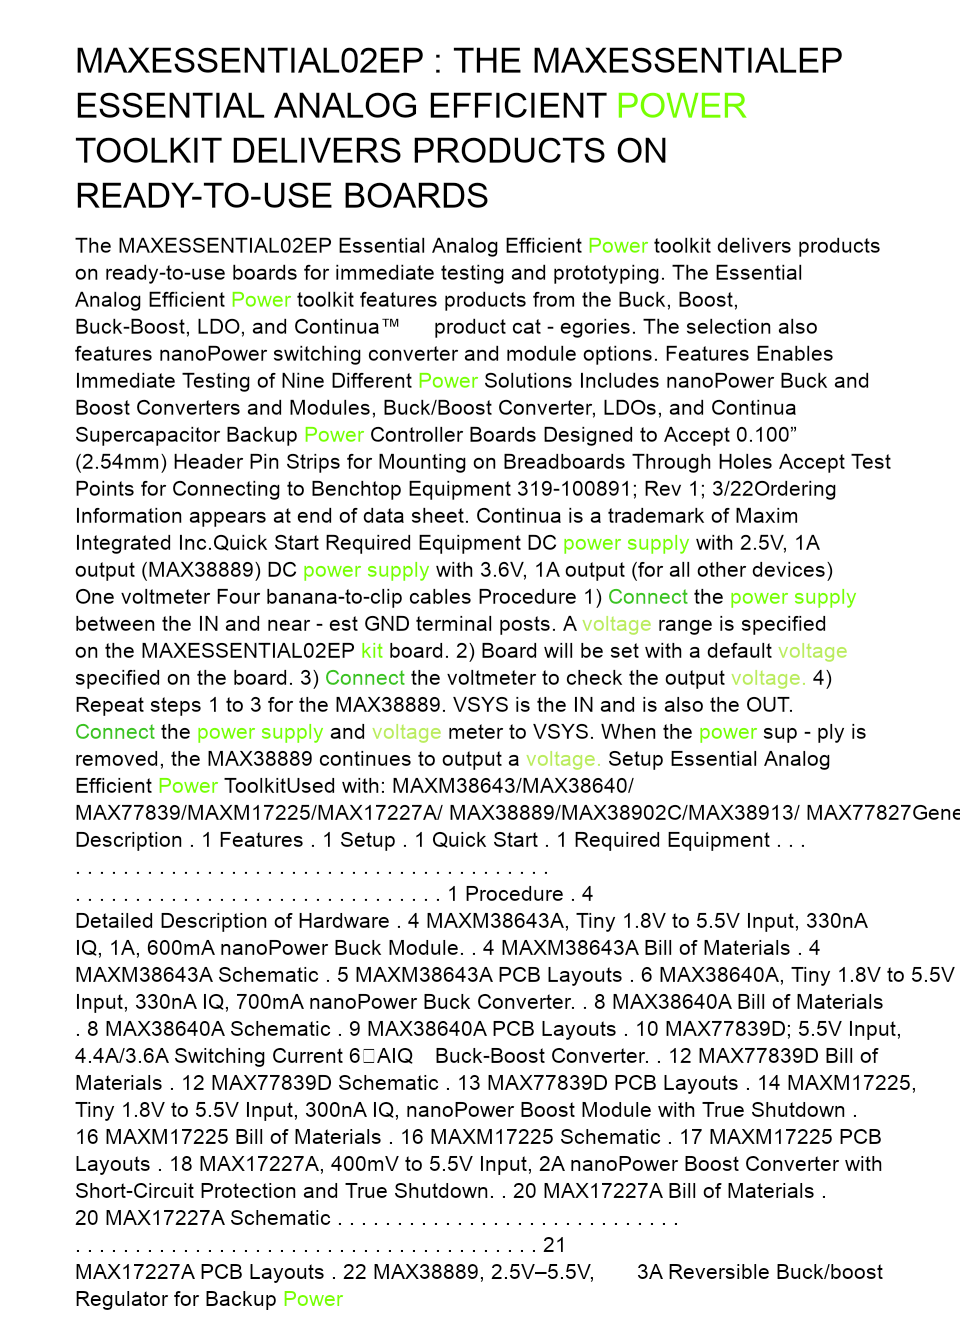 MAXESSENTIAL02EP : THE MAXESSENTIALEP
ESSENTIAL ANALOG EFFICIENT POWER
TOOLKIT DELIVERS PRODUCTS ON
READY-TO-USE BOARDS
The MAXESSENTIAL02EP Essential Analog Efficient Power toolkit delivers products
on ready-to-use boards for immediate testing and prototyping. The Essential
Analog Efficient Power toolkit features products from the Buck, Boost,
Buck-Boost, LDO, and Continua™ product cat - egories. The selection also
features nanoPower switching converter and module options. Features Enables
Immediate Testing of Nine Different Power Solutions Includes nanoPower Buck and
Boost Converters and Modules, Buck/Boost Converter, LDOs, and Continua
Supercapacitor Backup Power Controller Boards Designed to Accept 0.100”
(2.54mm) Header Pin Strips for Mounting on Breadboards Through Holes Accept Test
Points for Connecting to Benchtop Equipment 319-100891; Rev 1; 3/22Ordering
Information appears at end of data sheet. Continua is a trademark of Maxim
Integrated Inc.Quick Start Required Equipment DC power supply with 2.5V, 1A
output (MAX38889) DC power supply with 3.6V, 1A output (for all other devices)
One voltmeter Four banana-to-clip cables Procedure 1) Connect the power supply
between the IN and near - est GND terminal posts. A voltage range is specified
on the MAXESSENTIAL02EP kit board. 2) Board will be set with a default voltage
specified on the board. 3) Connect the voltmeter to check the output voltage. 4)
Repeat steps 1 to 3 for the MAX38889. VSYS is the IN and is also the OUT.
Connect the power supply and voltage meter to VSYS. When the power sup - ply is
removed, the MAX38889 continues to output a voltage. Setup Essential Analog
Efficient Power ToolkitUsed with: MAXM38643/MAX38640/
MAX77839/MAXM17225/MAX17227A/ MAX38889/MAX38902C/MAX38913/ MAX77827Gene
Description . 1 Features . 1 Setup . 1 Quick Start . 1 Required Equipment . . .
. . . . . . . . . . . . . . . . . . . . . . . . . . . . . . . . . . . . . . . .
. . . . . . . . . . . . . . . . . . . . . . . . . . . . . . . 1 Procedure . 4
Detailed Description of Hardware . 4 MAXM38643A, Tiny 1.8V to 5.5V Input, 330nA
IQ, 1A, 600mA nanoPower Buck Module. . 4 MAXM38643A Bill of Materials . 4
MAXM38643A Schematic . 5 MAXM38643A PCB Layouts . 6 MAX38640A, Tiny 1.8V to 5.5V
Input, 330nA IQ, 700mA nanoPower Buck Converter. . 8 MAX38640A Bill of Materials
. 8 MAX38640A Schematic . 9 MAX38640A PCB Layouts . 10 MAX77839D; 5.5V Input,
4.4A/3.6A Switching Current 6□AIQ Buck-Boost Converter. . 12 MAX77839D Bill of
Materials . 12 MAX77839D Schematic . 13 MAX77839D PCB Layouts . 14 MAXM17225,
Tiny 1.8V to 5.5V Input, 300nA IQ, nanoPower Boost Module with True Shutdown .
16 MAXM17225 Bill of Materials . 16 MAXM17225 Schematic . 17 MAXM17225 PCB
Layouts . 18 MAX17227A, 400mV to 5.5V Input, 2A nanoPower Boost Converter with
Short-Circuit Protection and True Shutdown. . 20 MAX17227A Bill of Materials .
20 MAX17227A Schematic . . . . . . . . . . . . . . . . . . . . . . . . . . . . .
. . . . . . . . . . . . . . . . . . . . . . . . . . . . . . . . . . . . . . . 21
MAX17227A PCB Layouts . 22 MAX38889, 2.5V–5.5V, 3A Reversible Buck/boost
Regulator for Backup Power